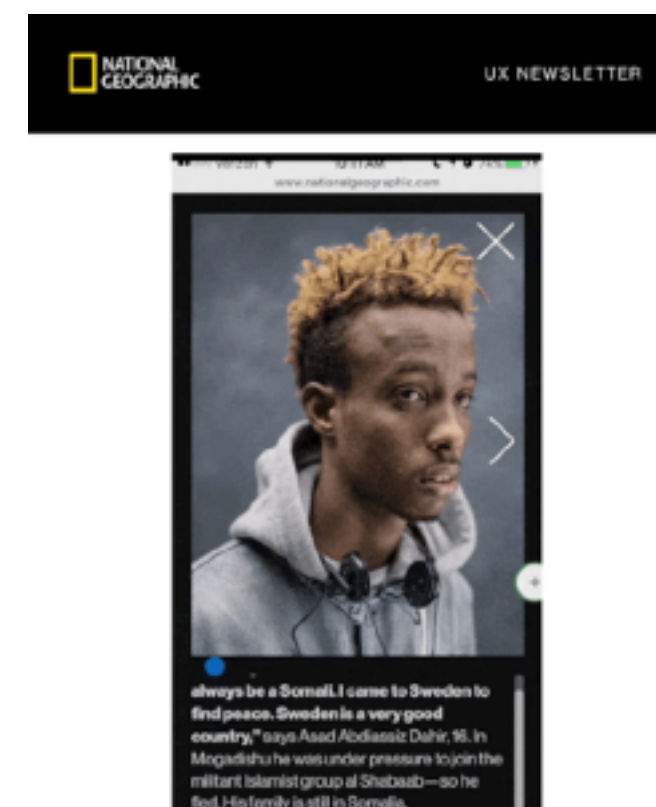 NATIONAL
GEOGRAPHIC
UX NEWSLETTER
www.nationalgeographic.com
always be a Somali. I came to Sweden to
find peace. Sweden is a very good
country," says Asad Abdiassiz Dahir, 16. In
Mogadishu he was under pressure to join the
militant Islamist group al Shabaab—so he
fled. His family is still in Somalia.